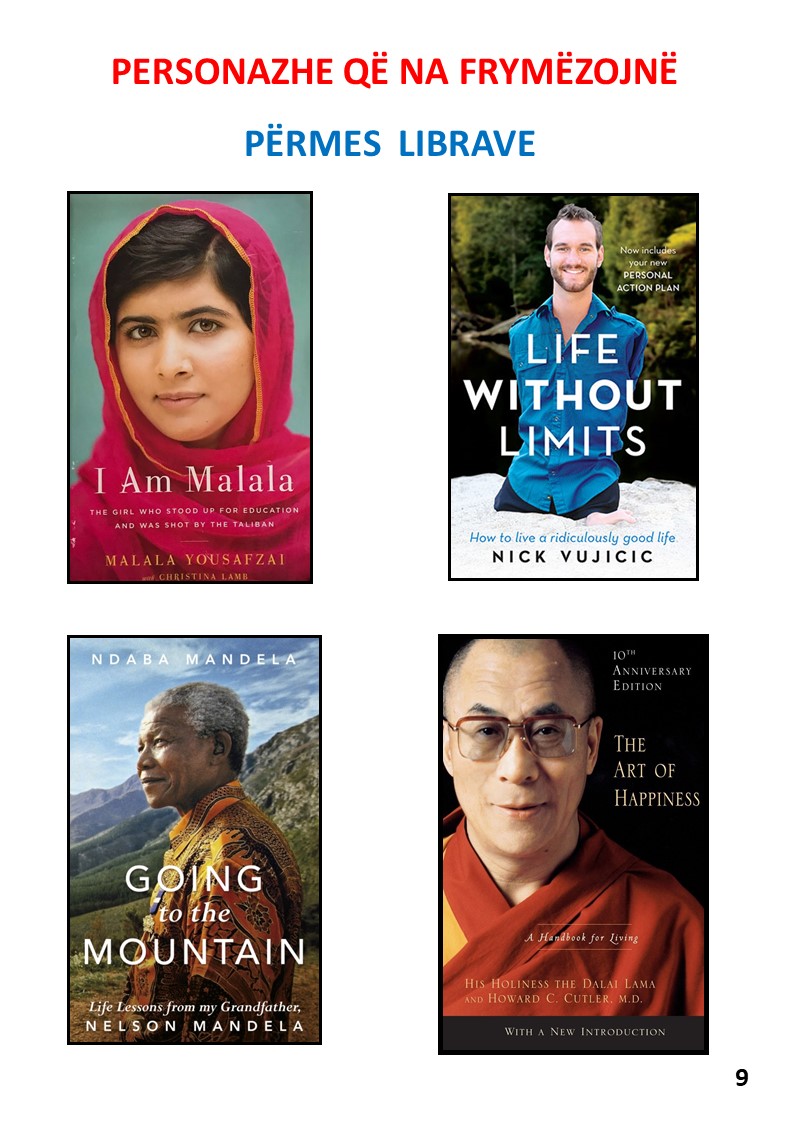 PERSONAZHE QË NA FRYMËZOJNË
PËRMES LIBRAVE
I Am Malala
THE GIRL WHO STOOD UP FOR EDUCATION
AND WAS SHOT BY THE TALIBAN
MALALA YOUSAFZAI
with CHRISTINA LAMB
Now includes
your new
PERSONAL
ACTION PLAN
LIFE
WITHOUT
LIMITS
How to live a ridiculously good life
NICK VUJICIC
NDABA MANDELA
GOING
to the
MOUNTAIN
Life Lessons from my Grandfather,
NELSON MANDELA
10TH
ANNIVERSARY
EDITION
THE
ART OF
HAPPINESS
A Handbook for Living
HIS HOLINESS THE DALAI LAMA
AND HOWARD C. CUTLER, M.D.
WITH A NEW INTRODUCTION
9